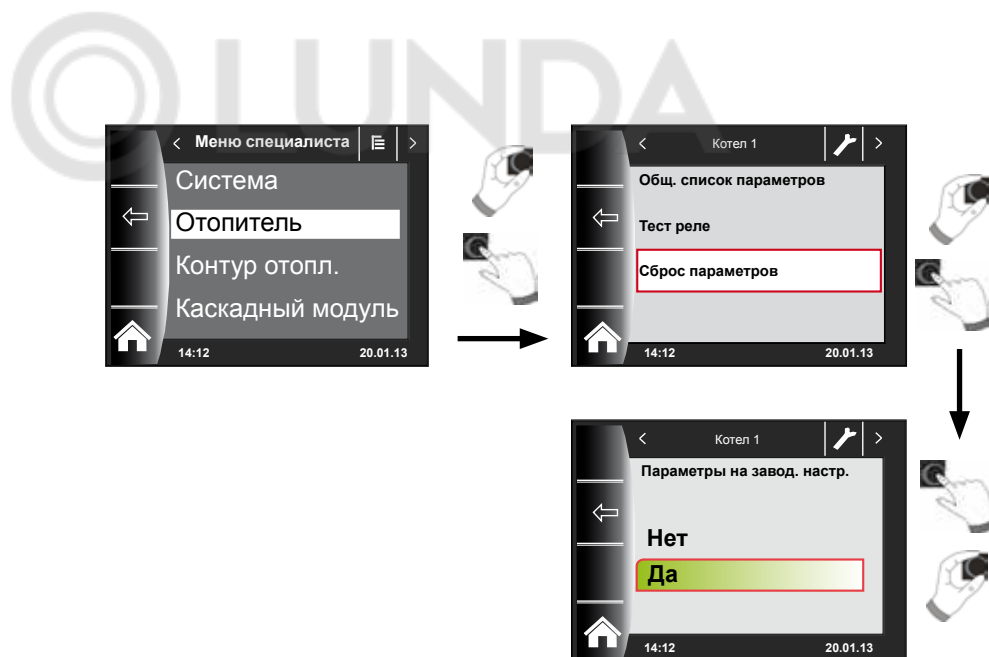 LUNDA
Меню специалиста
Система
Отопитель
Контур отопл.
Каскадный модуль
14:12 20.01.13
Котел 1
Общ. список параметров
Тест реле
Сброс параметров
14:12 20.01.13
Котел 1
Параметры на завод. настр.
Нет
Да
14:12 20.01.13